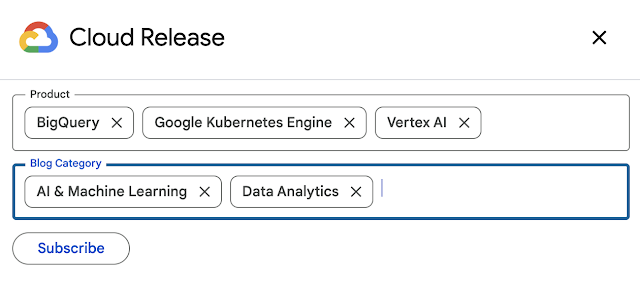 Cloud Release
Product
BigQuery
Google Kubernetes Engine
Vertex AI
Blog Category
AI & Machine Learning
Data Analytics
Subscribe